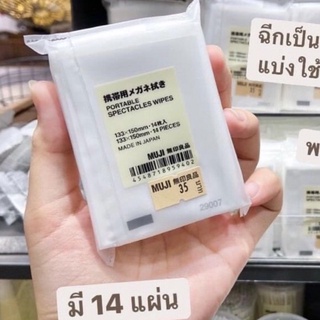 ฉีกเป็น
แบ่งใช้
携帯用メガネ拭き
PORTABLE
SPECTACLES WIPES
133×150mm・14枚入
133×150mm・14 PIECES
MADE IN JAPAN
MUJI 無印良品
4548718959402
MUJI 無印良品
35
29007
พ
มี 14 แผ่น